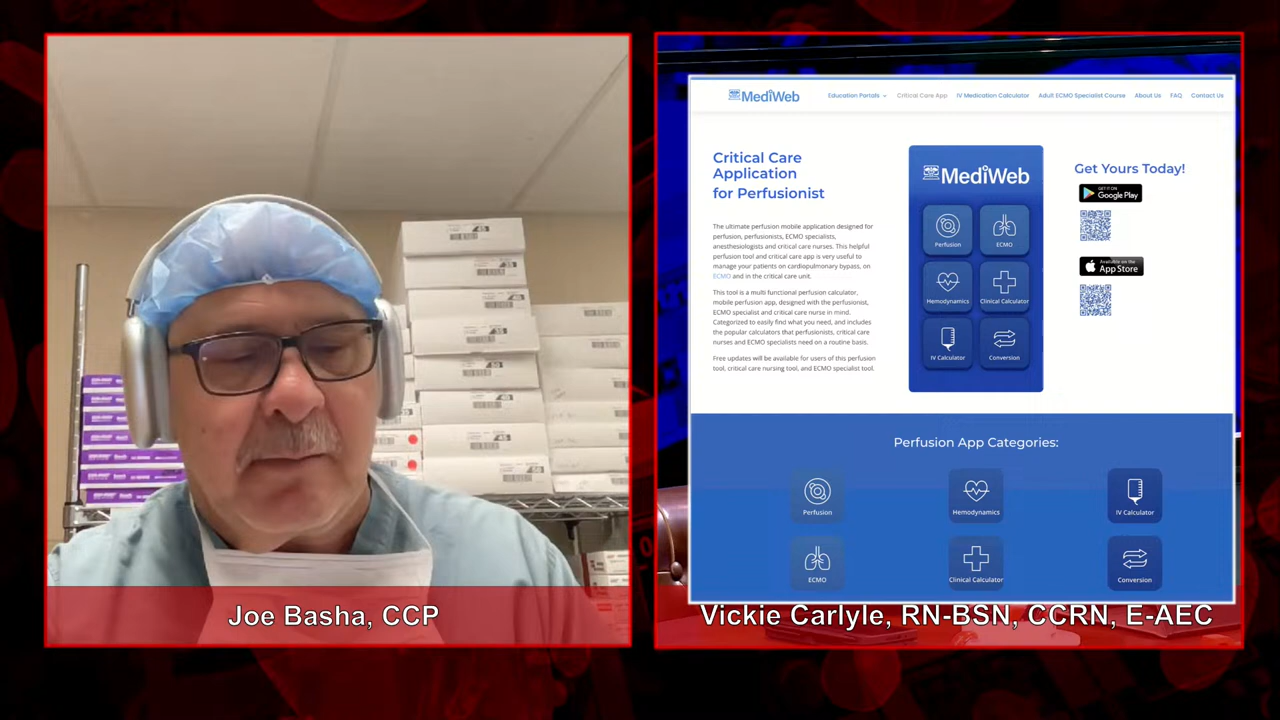 Joe Basha, CCP
MediWeb
Education Portals
Critical Care App
IV Medication Calculator
Adult ECMO Specialist Course
About Us
FAQ
Contact Us
Critical Care
Application
for Perfusionist
The ultimate perfusion mobile application designed for
perfusion, perfusionists, ECMO specialists,
anesthesiologists and critical care nurses. This helpful
perfusion tool and critical care app is very useful to
manage your patients on cardiopulmonary bypass, on
ECMO and in the critical care unit.
This tool is a multi functional perfusion calculator,
mobile perfusion app, designed with the perfusionist,
ECMO specialist and critical care nurse in mind.
Categorized to easily find what you need, and includes
the popular calculators that perfusionists, critical care
nurses and ECMO specialists need on a routine basis.
Free updates will be available for users of this perfusion
tool, critical care nursing tool, and ECMO specialist tool.
MediWeb
Perfusion
ECMO
Hemodynamics
Clinical Calculator
IV Calculator
Conversion
Get Yours Today!
GET IT ON
Google Play
Available on the
App Store
Perfusion App Categories:
Perfusion
Hemodynamics
IV Calculator
ECMO
Clinical Calculator
Conversion
Vickie Carlyle, RN-BSN, CCRN, E-AEC